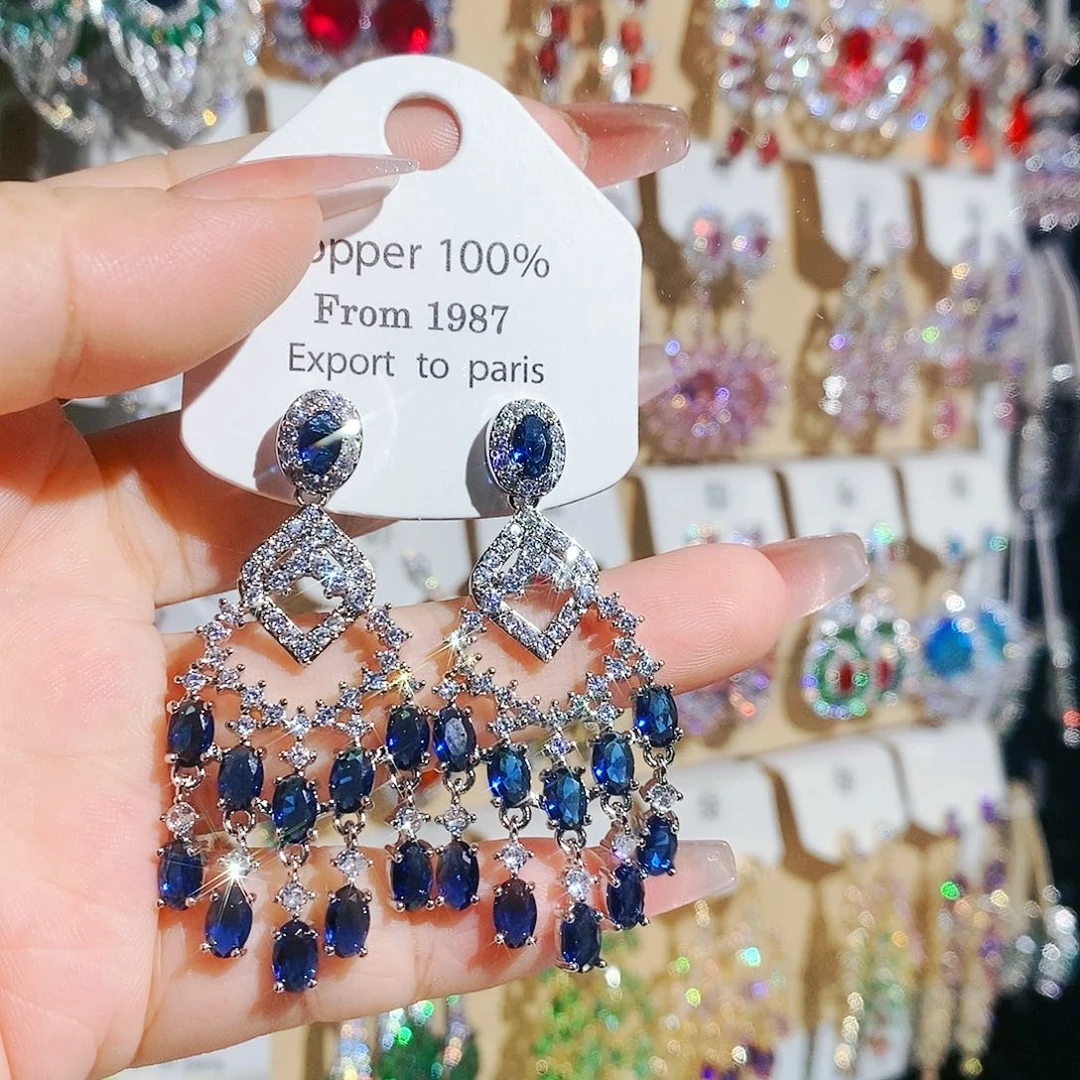 opper 100%
From 1987
Export to paris